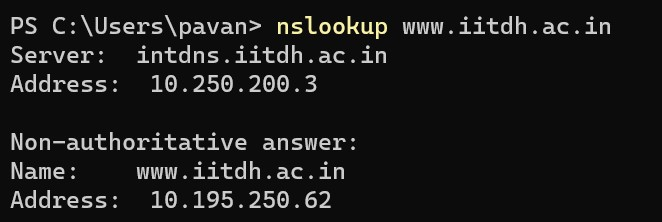 PS C:\Users\pavan> nslookup www.iitdh.ac.in
Server:  intdns.iitdh.ac.in
Address:  10.250.200.3

Non-authoritative answer:
Name:    www.iitdh.ac.in
Address:  10.195.250.62